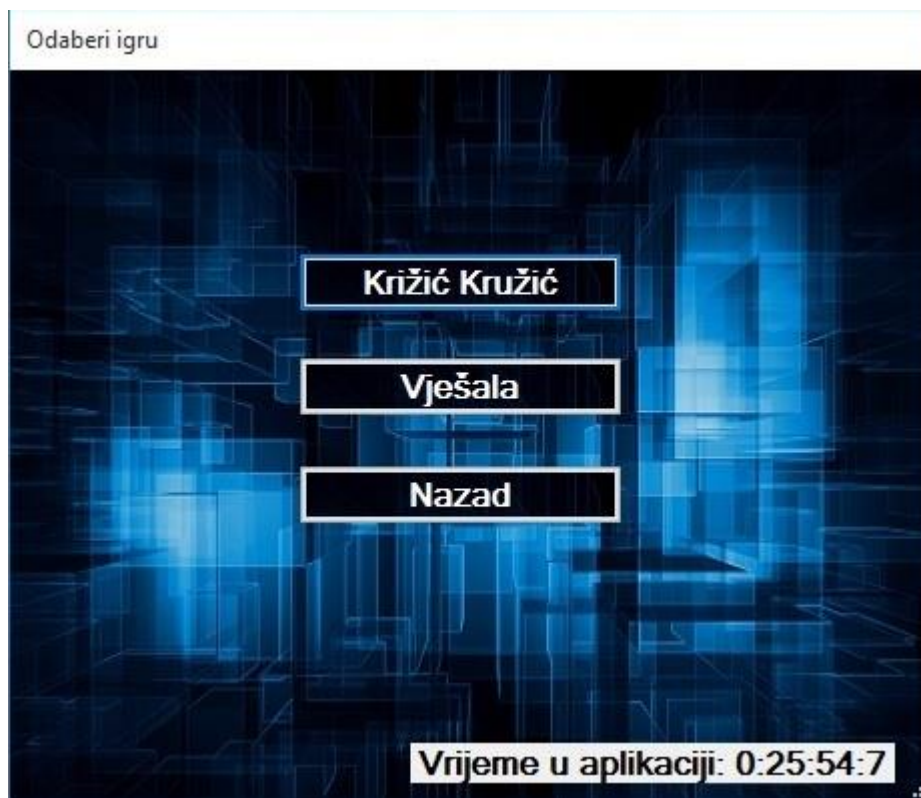 Odaberi igru
Križić Kružić
Vješala
Nazad
Vrijeme u aplikaciji: 0:25:54:7